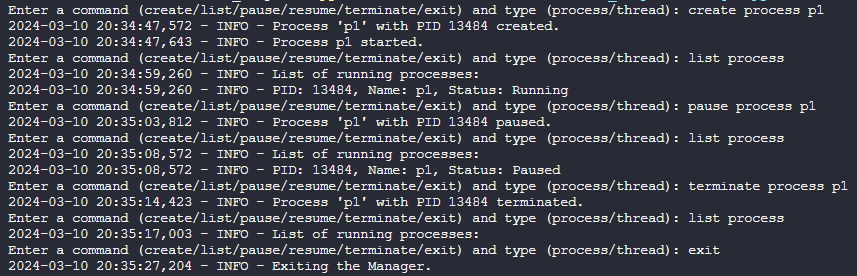 Enter a command (create/list/pause/resume/terminate/exit) and type (process/thread): create process p1
2024-03-10 20:34:47,572 - INFO - Process 'p1' with PID 13484 created.
2024-03-10 20:34:47,643 - INFO - Process p1 started.
Enter a command (create/list/pause/resume/terminate/exit) and type (process/thread): list process
2024-03-10 20:34:59,260 - INFO - List of running processes:
2024-03-10 20:34:59,260 - INFO - PID: 13484, Name: p1, Status: Running
Enter a command (create/list/pause/resume/terminate/exit) and type (process/thread): pause process p1
2024-03-10 20:35:03,812 - INFO - Process 'p1' with PID 13484 paused.
Enter a command (create/list/pause/resume/terminate/exit) and type (process/thread): list process
2024-03-10 20:35:08,572 - INFO - List of running processes:
2024-03-10 20:35:08,572 - INFO - PID: 13484, Name: p1, Status: Paused
Enter a command (create/list/pause/resume/terminate/exit) and type (process/thread): terminate process p1
2024-03-10 20:35:14,423 - INFO - Process 'p1' with PID 13484 terminated.
Enter a command (create/list/pause/resume/terminate/exit) and type (process/thread): list process
2024-03-10 20:35:17,003 - INFO - List of running processes:
Enter a command (create/list/pause/resume/terminate/exit) and type (process/thread): exit
2024-03-10 20:35:27,204 - INFO - Exiting the Manager.